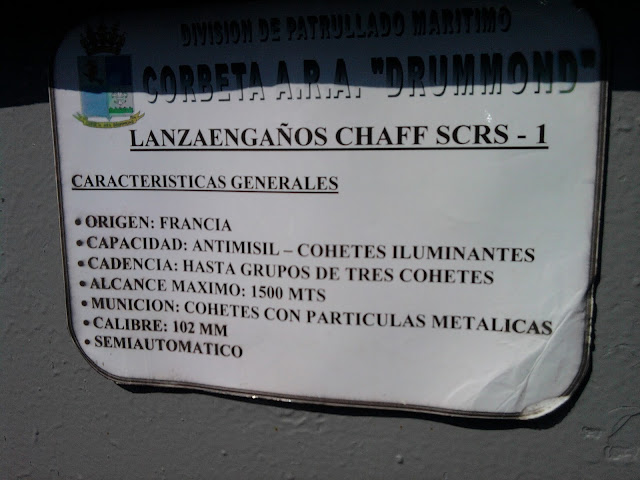 DIVISION DE PATRULLADO MARITIMO
CORBETA A.R.A. "DRUMMOND"
LANZAENGAÑOS CHAFF SCRS - 1
CARACTERISTICAS GENERALES
• ORIGEN: FRANCIA
• CAPACIDAD: ANTIMISIL – COHETES ILUMINANTES
• CADENCIA: HASTA GRUPOS DE TRES COHETES
• ALCANCE MAXIMO: 1500 MTS
• MUNICION: COHETES CON PARTICULAS METALICAS
• CALIBRE: 102 MM
• SEMIAUTOMATICO